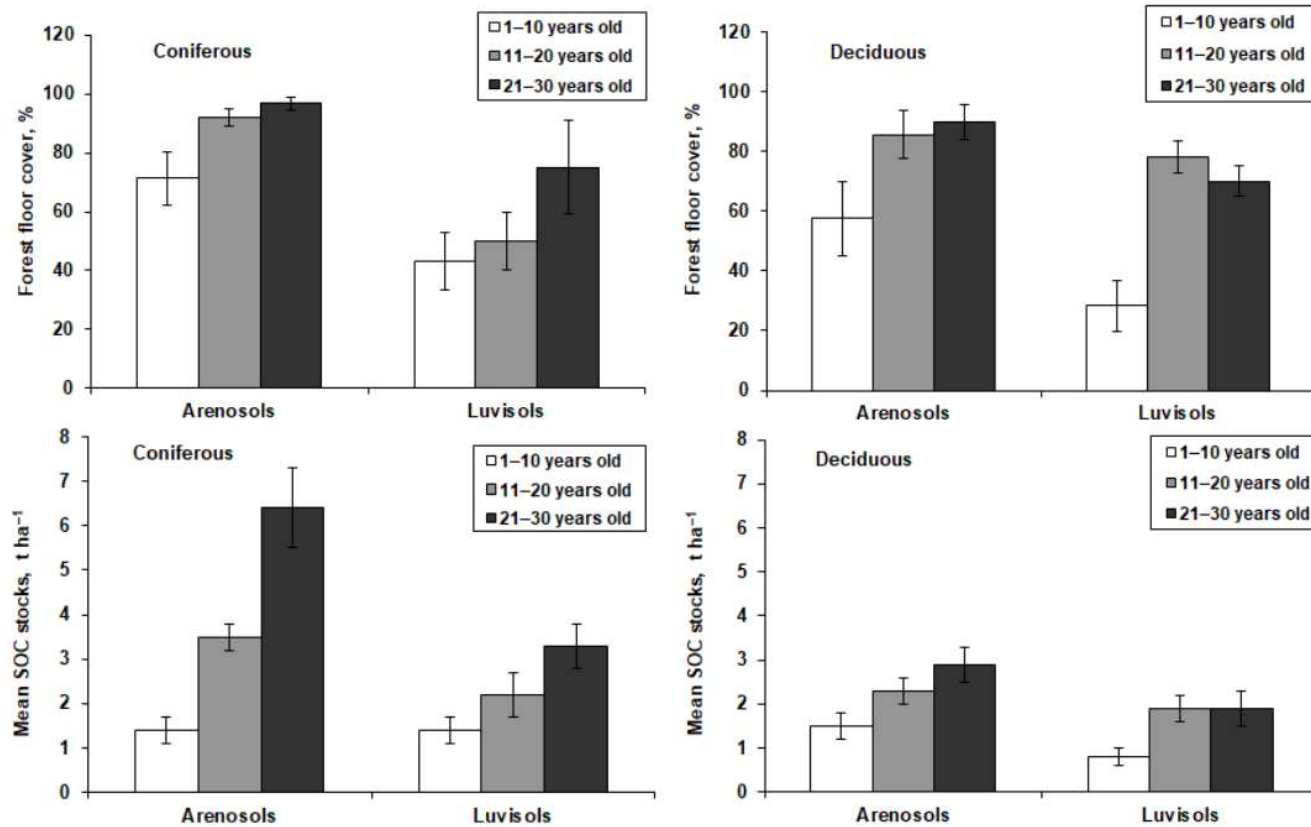 Coniferous
1–10 years old
11–20 years old
21–30 years old
Forest floor cover, %
120
100
80
60
40
20
0
Arenosols Luvisols
Deciduous
1–10 years old
11–20 years old
21–30 years old
Forest floor cover, %
120
100
80
60
40
20
0
Arenosols Luvisols
Coniferous
1–10 years old
11–20 years old
21–30 years old
Mean SOC stocks, t ha⁻¹
8
7
6
5
4
3
2
1
0
Arenosols Luvisols
Deciduous
1–10 years old
11–20 years old
21–30 years old
Mean SOC stocks, t ha⁻¹
8
7
6
5
4
3
2
1
0
Arenosols Luvisols